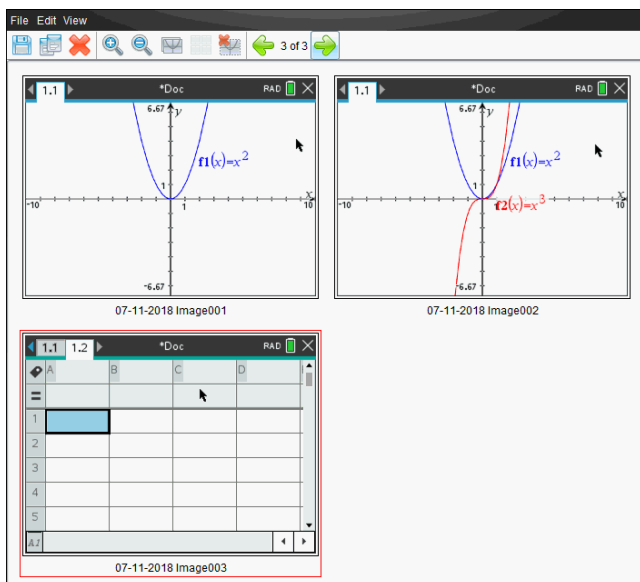 File Edit View
3 of 3
1.1 *Doc RAD
6.67 y
f1(x)=x²
1
x
-10 1 10
-6.67
07-11-2018 Image001
1.1 *Doc RAD
6.67 y
f1(x)=x²
1
x
-10 1 10
f2(x)=x³
-6.67
07-11-2018 Image002
1.1 1.2 *Doc RAD
A B C D
=
1
2
3
4
5
A1
07-11-2018 Image003